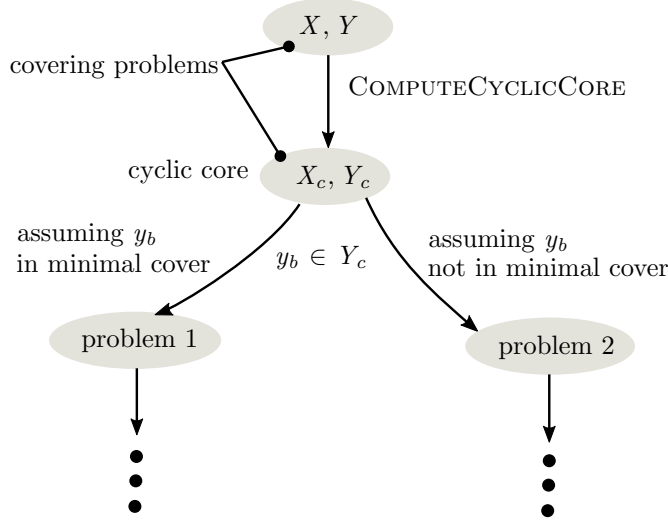 X, Y
covering problems
COMPUTECYCLICCORE
cyclic core
X_c, Y_c
assuming y_b
in minimal cover
y_b ∈ Y_c
assuming y_b
not in minimal cover
problem 1
problem 2